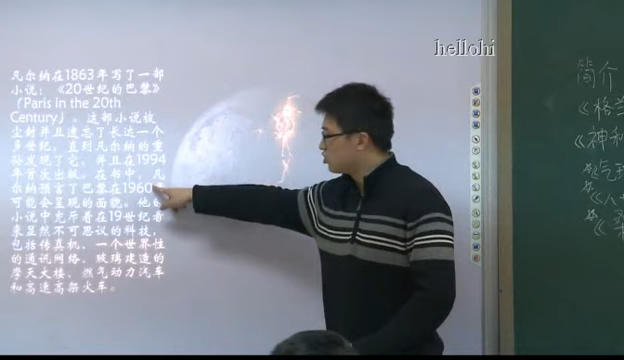 hellohi
凡尔纳在1863年写了一部
小说：《20世纪的巴黎》
「Paris in the 20th
Century」。这部小说被
尘封并且遗忘了长达一个
多世纪，直到凡尔纳的重
孙发现了它，并且在1994
年首次出版。在书中，凡
尔纳预言了巴黎在1960
可能会呈现的面貌。他
小说中充斥着在19世纪看
来显然不可思议的科技，
包括传真机、一个世界性
的通讯网络、玻璃建造的
摩天大楼、燃气动力汽车
和高速高架火车。
简介
《格兰
《神秘
《气球
《八
《